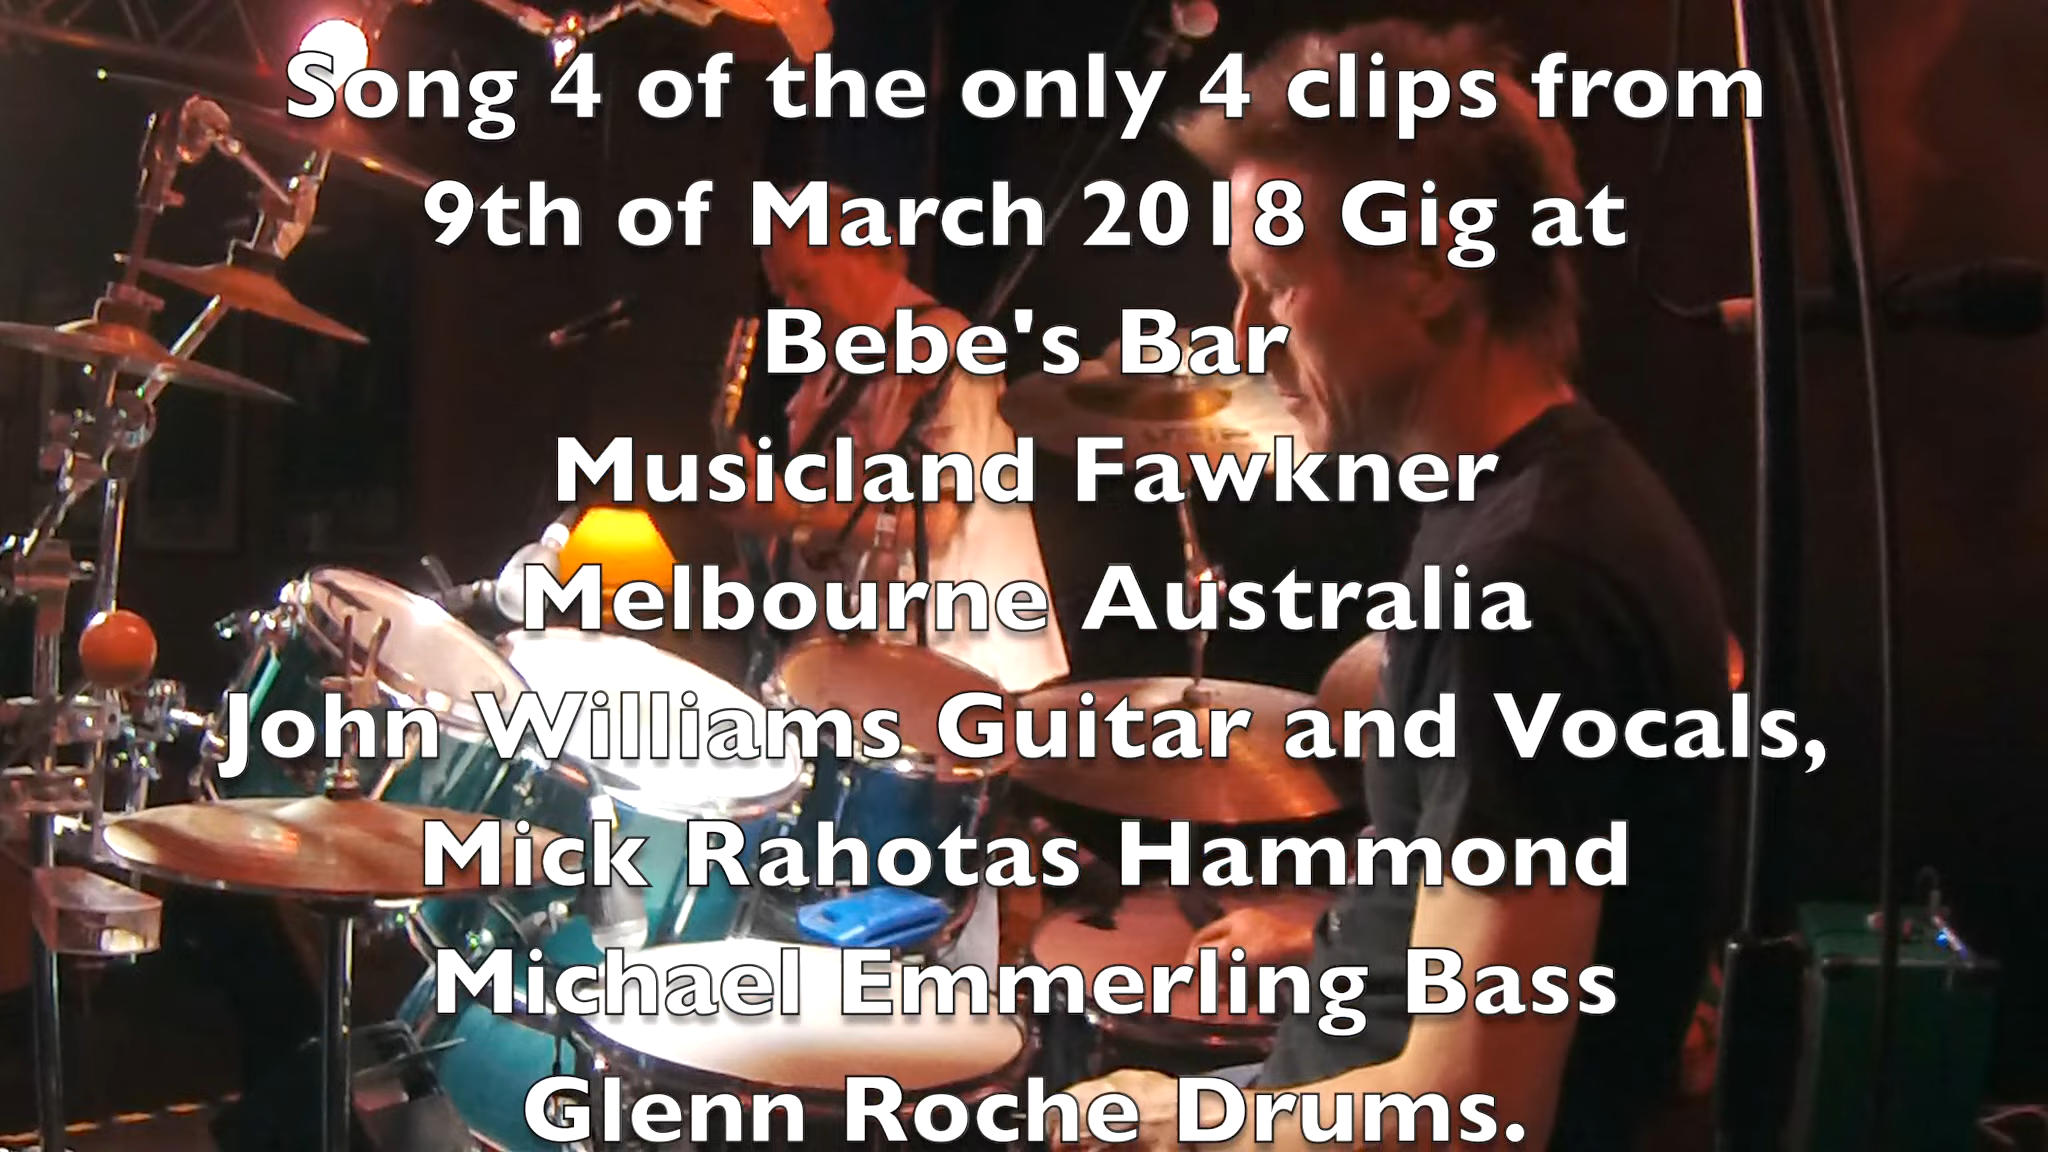 Song 4 of the only 4 clips from
9th of March 2018 Gig at
Bebe's Bar
Musicland Fawkner
Melbourne Australia
John Williams Guitar and Vocals,
Mick Rahotas Hammond
Michael Emmerling Bass
Glenn Roche Drums.